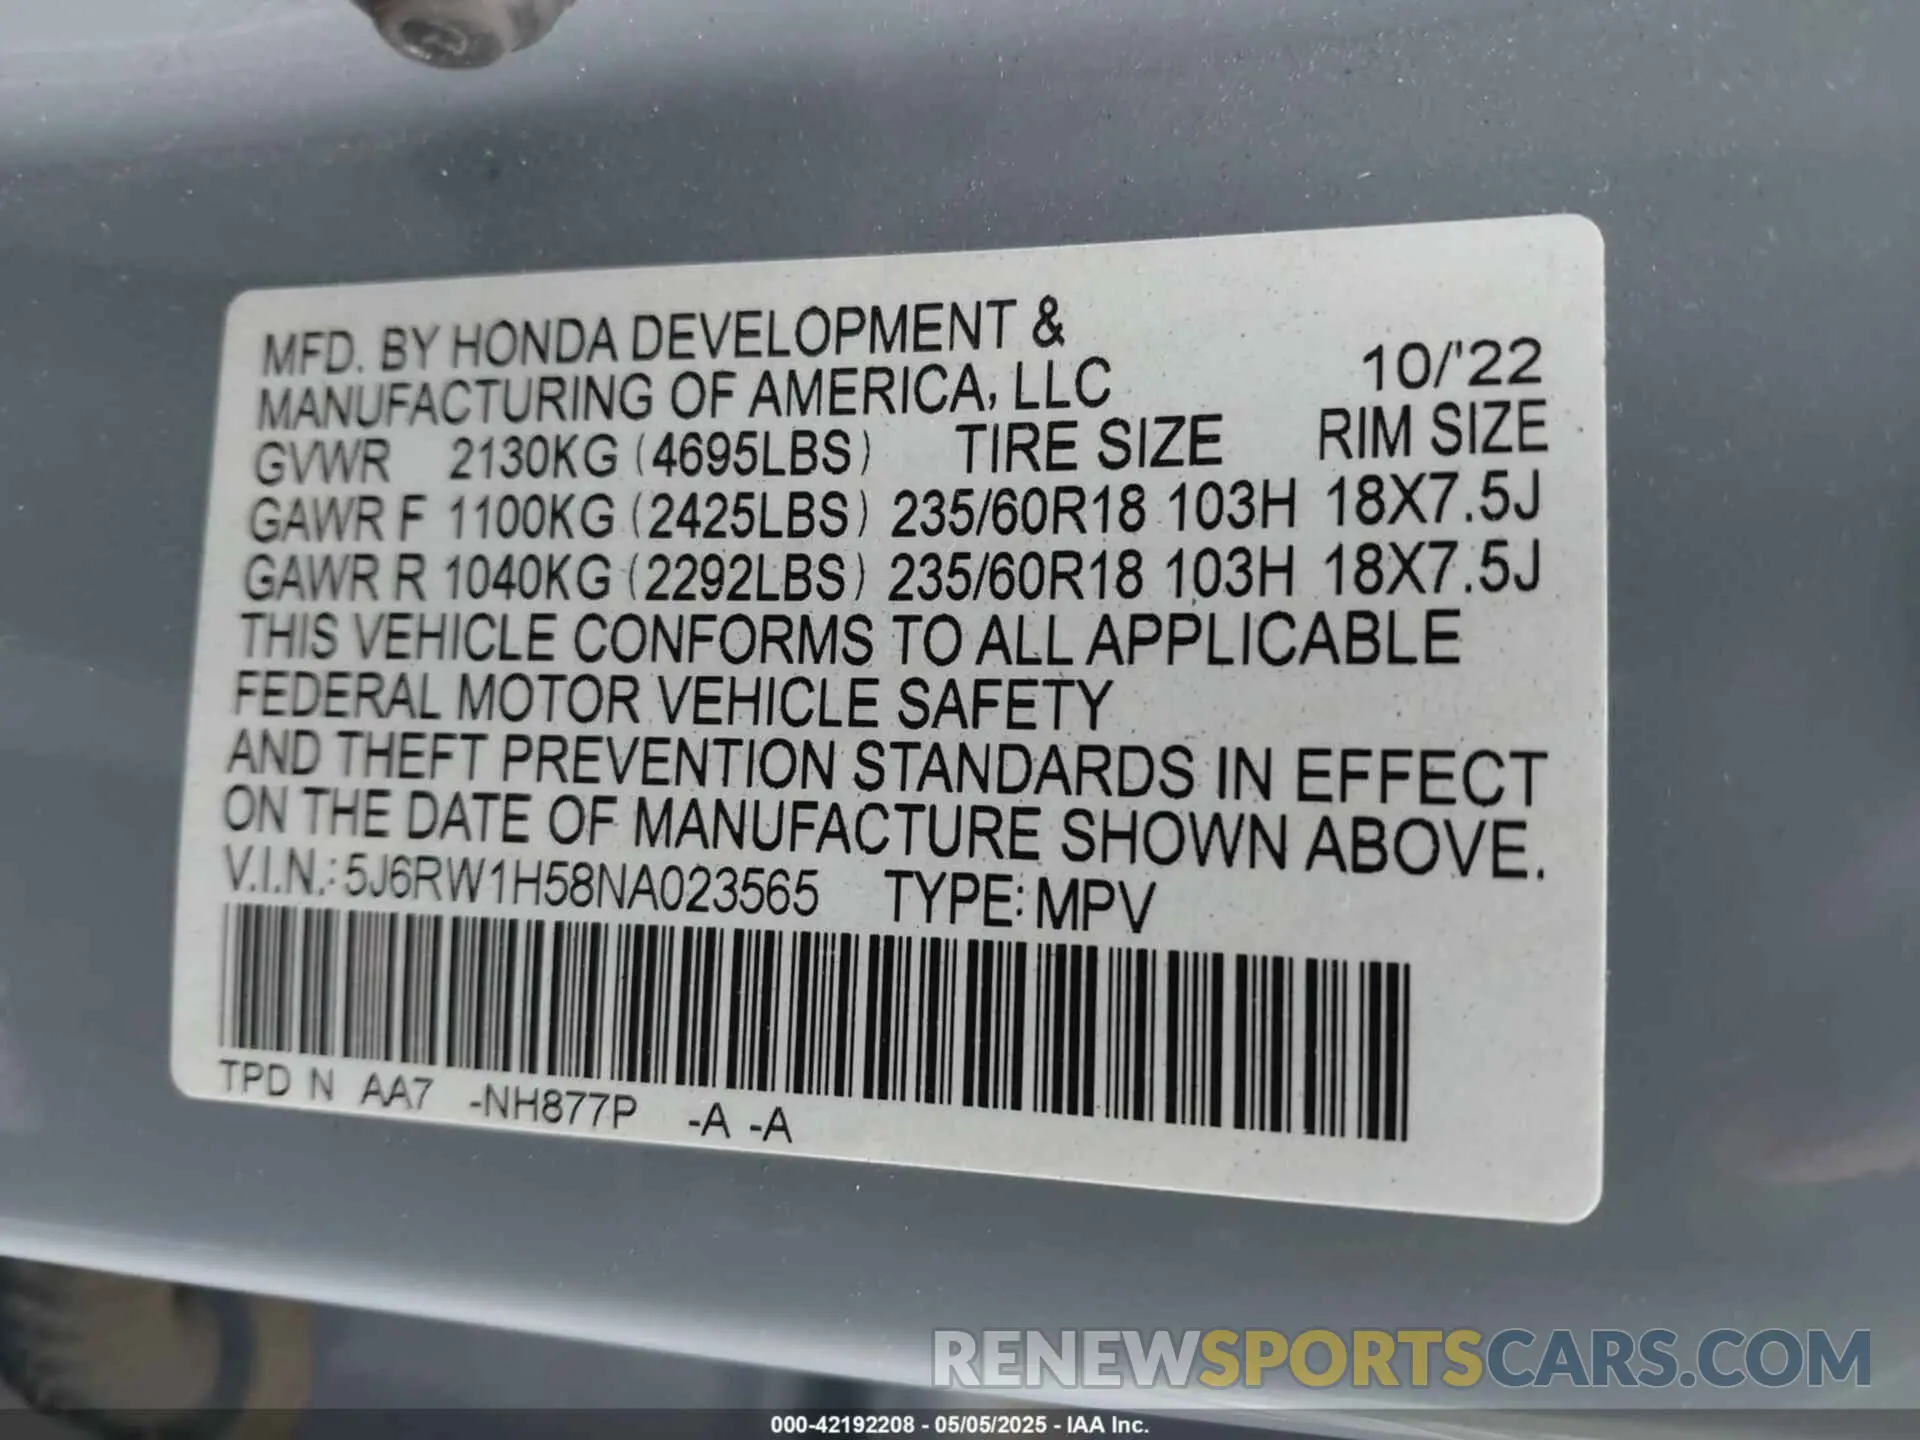 MFD. BY HONDA DEVELOPMENT &
MANUFACTURING OF AMERICA, LLC 10/'22
GVWR 2130KG (4695LBS) TIRE SIZE RIM SIZE
GAWR F 1100KG (2425LBS) 235/60R18 103H 18X7.5J
GAWR R 1040KG (2292LBS) 235/60R18 103H 18X7.5J
THIS VEHICLE CONFORMS TO ALL APPLICABLE
FEDERAL MOTOR VEHICLE SAFETY
AND THEFT PREVENTION STANDARDS IN EFFECT
ON THE DATE OF MANUFACTURE SHOWN ABOVE.
V.I.N.: 5J6RW1H58NA023565 TYPE: MPV
TPD N AA7 -NH877P -A -A
RENEWSPORTSCARS.COM
000-42192208 - 05/05/2025 - IAA Inc.